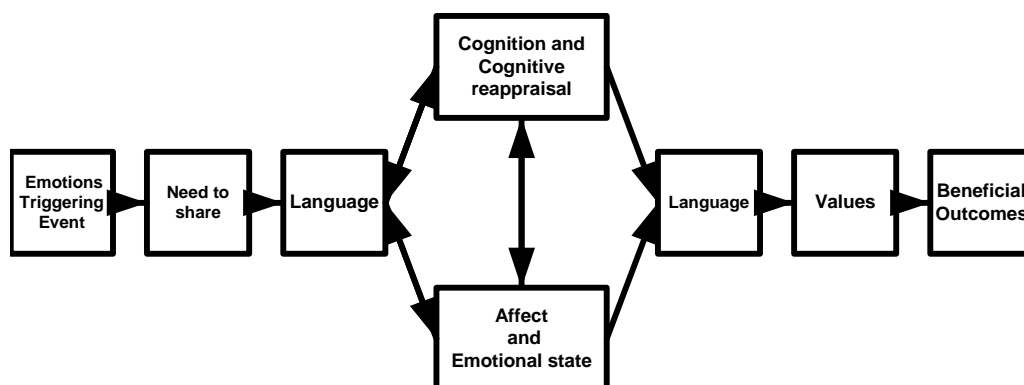 Emotions
Triggering
Event
Need to
share
Language
Cognition and
Cognitive
reappraisal
Affect
and
Emotional state
Language
Values
Beneficial
Outcomes